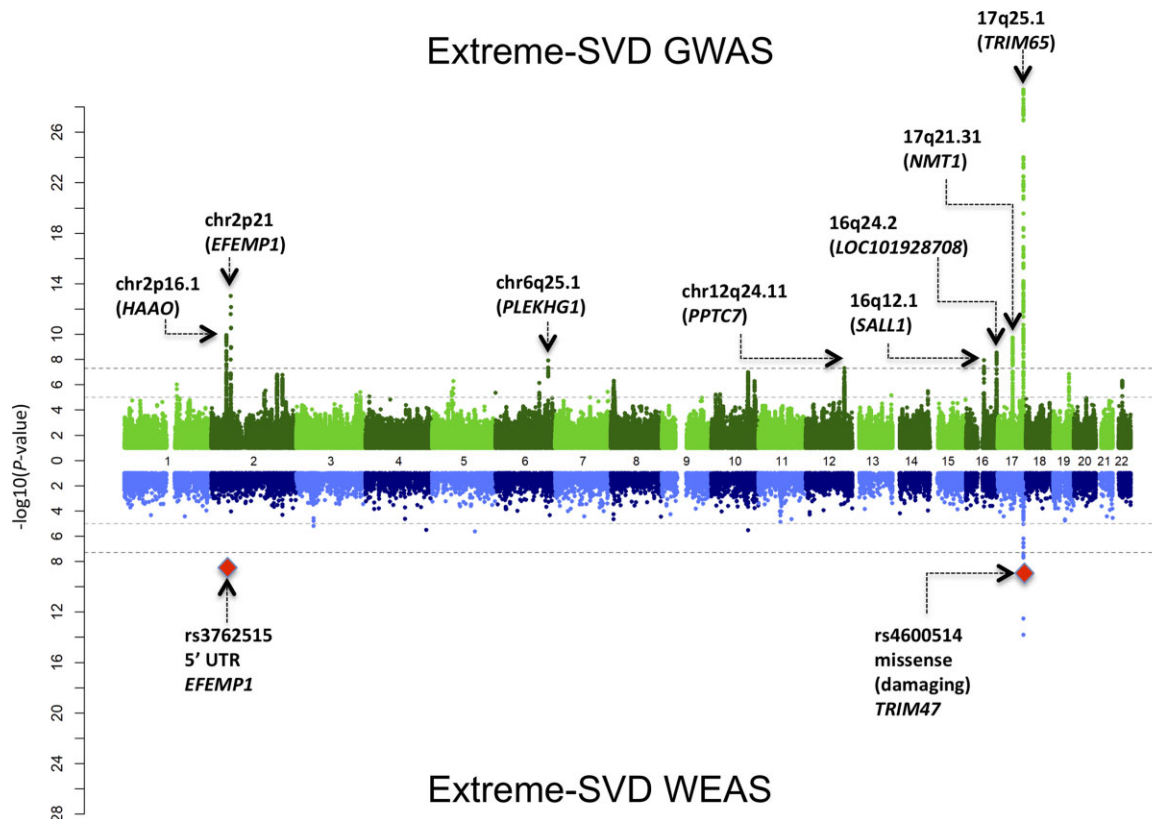 Extreme-SVD GWAS
17q25.1
(TRIM65)
17q21.31
(NMT1)
16q24.2
(LOC101928708)
16q12.1
(SALL1)
chr12q24.11
(PPTC7)
chr6q25.1
(PLEKHG1)
chr2p21
(EFEMP1)
chr2p16.1
(HAAO)
26
22
18
14
10
8
6
4
2
0
2
4
6
8
12
16
20
24
28
-log10(P-value)
1 2 3 4 5 6 7 8 9 10 11 12 13 14 15 16 17 18 19 20 21 22
rs3762515
5’ UTR
EFEMP1
rs4600514
missense
(damaging)
TRIM47
Extreme-SVD WEAS